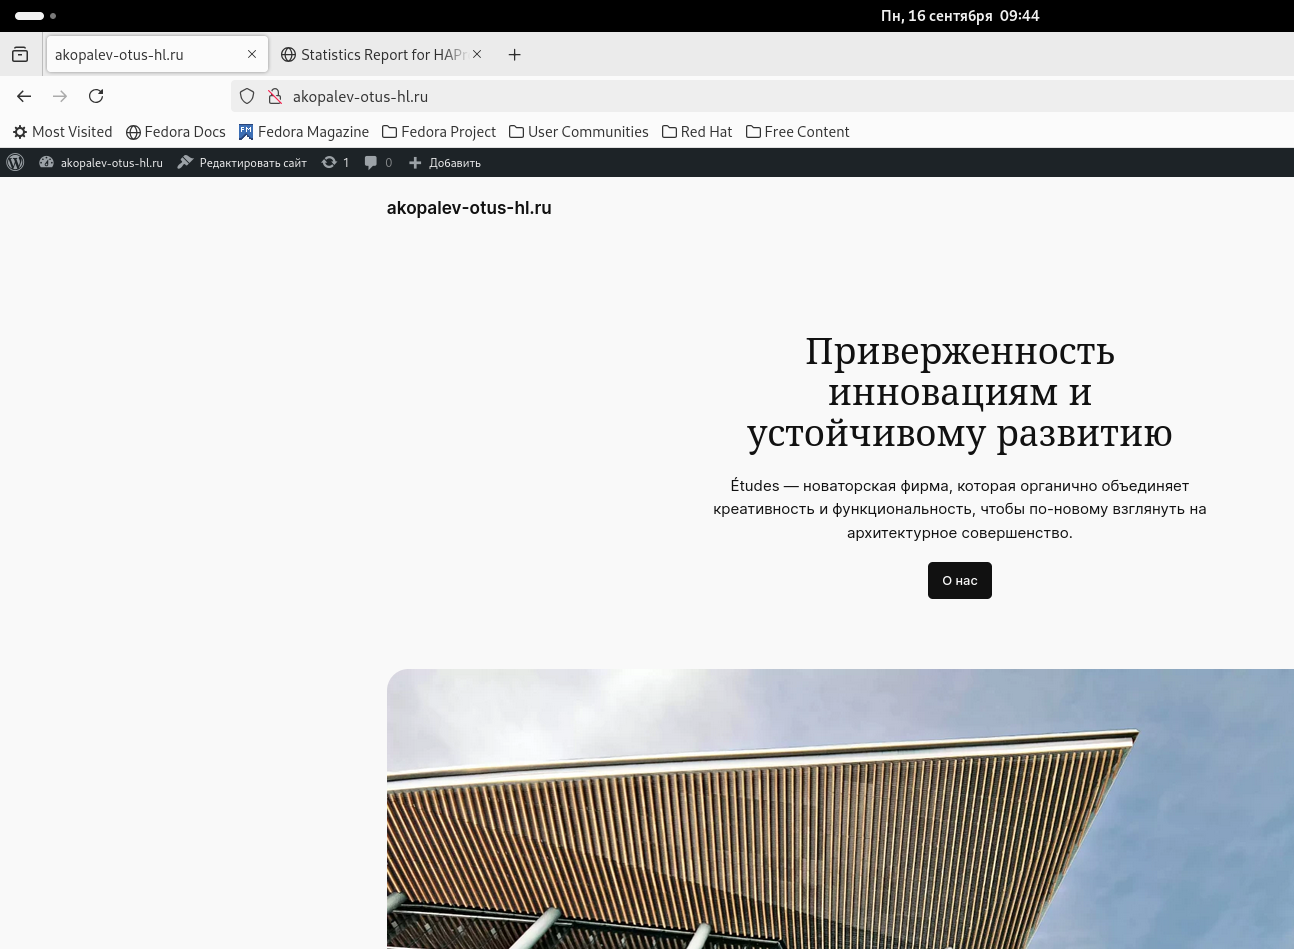 Пн, 16 сентября 09:44
akopalev-otus-hl.ru
Statistics Report for HAPr
akopalev-otus-hl.ru
Most Visited Fedora Docs Fedora Magazine Fedora Project User Communities Red Hat Free Content
akopalev-otus-hl.ru Редактировать сайт 1 0 Добавить
akopalev-otus-hl.ru
Приверженность
инновациям и
устойчивому развитию
Études — новаторская фирма, которая органично объединяет
креативность и функциональность, чтобы по-новому взглянуть на
архитектурное совершенство.
О нас